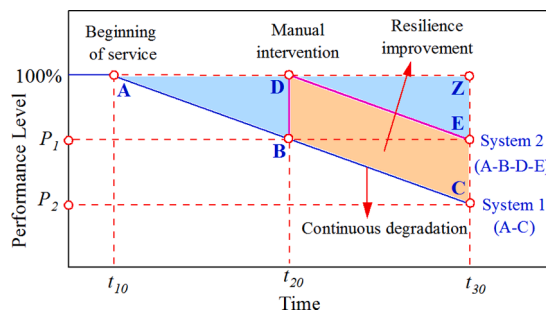 Beginning
of service
Manual
intervention
Resilience
improvement
100%
A
D
Z
E
B
C
P1
P2
System 2
(A-B-D-E)
System 1
(A-C)
Continuous degradation
Performance Level
t10
t20
t30
Time